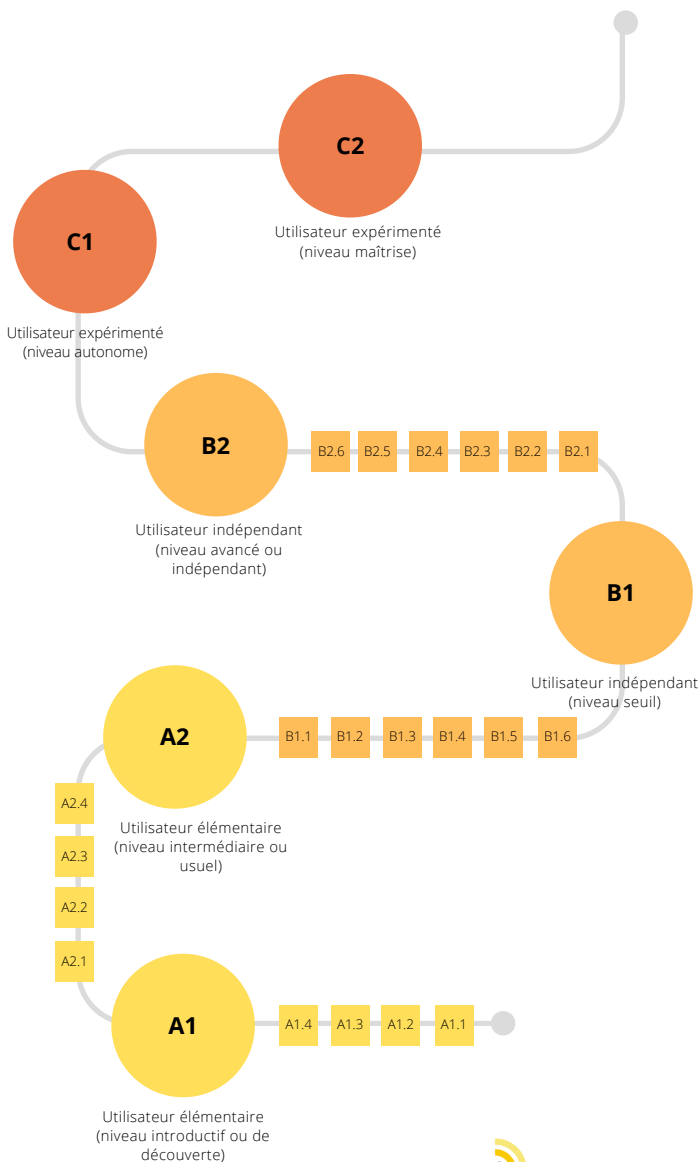 C2
Utilisateur expérimenté
(niveau maîtrise)
C1
Utilisateur expérimenté
(niveau autonome)
B2
B2.6 B2.5 B2.4 B2.3 B2.2 B2.1
Utilisateur indépendant
(niveau avancé ou
indépendant)
B1
Utilisateur indépendant
(niveau seuil)
A2
B1.1 B1.2 B1.3 B1.4 B1.5 B1.6
Utilisateur élémentaire
(niveau intermédiaire ou
usuel)
A2.4
A2.3
A2.2
A2.1
A1
A1.4 A1.3 A1.2 A1.1
Utilisateur élémentaire
(niveau introductif ou de
découverte)